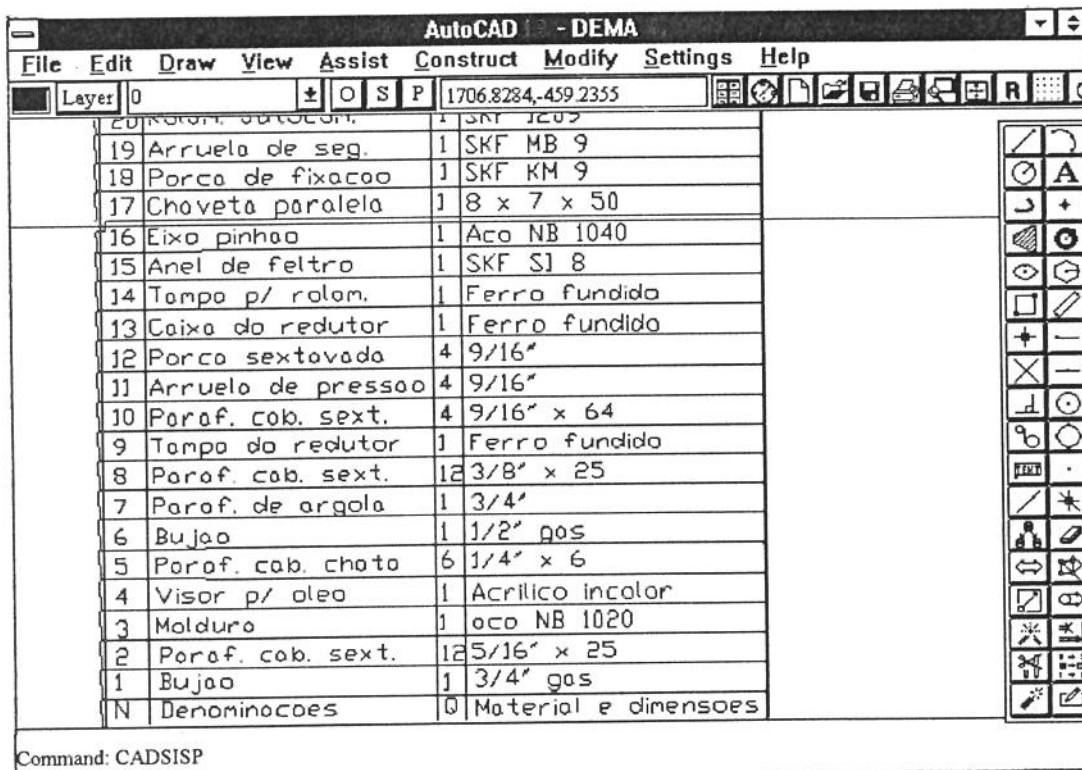 AutoCAD - DEMA
File Edit Draw View Assist Construct Modify Settings Help
Layer 0 O S P 1706.8284,-459.2355 R
20 1 SKF
19 Arruela de seg. 1 SKF MB 9
18 Porca de fixacao 1 SKF KM 9
17 Chaveta paralela 1 8 x 7 x 50
16 Eixo pinhao 1 Aco NB 1040
15 Anel de feltro 1 SKF SJ 8
14 Tampa p/ rolam. 1 Ferro fundido
13 Caixa do redutor 1 Ferro fundido
12 Porca sextavada 4 9/16"
11 Arruela de pressao 4 9/16"
10 Paraf. cab. sext. 4 9/16" x 64
9 Tampa do redutor 1 Ferro fundido
8 Paraf. cab. sext. 12 3/8" x 25
7 Paraf. de argola 1 3/4"
6 Bujao 1 1/2" gas
5 Paraf. cab. chata 6 1/4" x 6
4 Visor p/ oleo 1 Acrilico incolor
3 Moldura 1 aco NB 1020
2 Paraf. cab. sext. 12 5/16" x 25
1 Bujao 1 3/4" gas
N Denominacoes Q Material e dimensoes
A
TEXT
Command: CADSISP